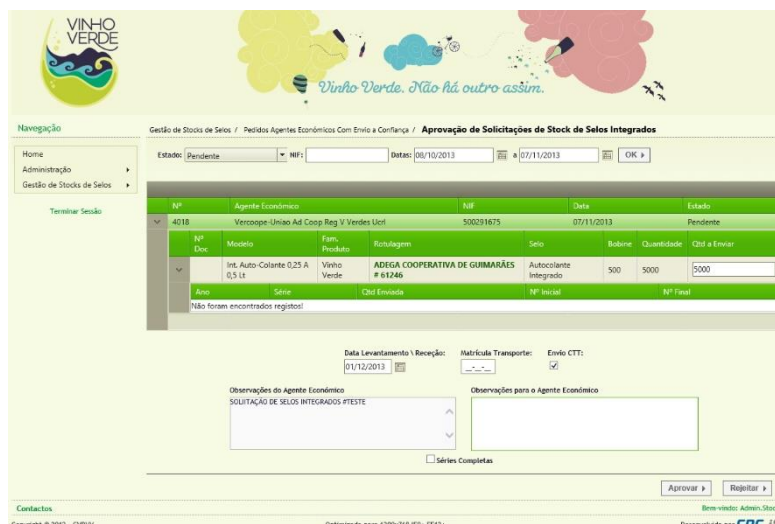 VINHO
VERDE
Vinho Verde. Não há outro assim.
Navegação
Gestão de Stocks de Selos / Pedidos Agentes Económicos Com Envio a Confiança / Aprovação de Solicitações de Stock de Selos Integrados
Home
Administração
Gestão de Stocks de Selos
Terminar Sessão
Estado: Pendente NIF: Datas: 08/10/2013 a 07/11/2013 OK
Nº Agente Económico NIF Data Estado
4018 Vercoope-Uniao Ad Coop Reg V Verdes Ucrl 500291675 07/11/2013 Pendente
Nº Doc Modelo Fam. Produto Rotulagem Selo Bobine Quantidade Qtd a Enviar
Int. Auto-Colante 0,25 A 0,5 Lt Vinho Verde ADEGA COOPERATIVA DE GUIMARÃES # 61246 Autocolante Integrado 500 5000 5000
Ano Série Qtd Enviada Nº Inicial Nº Final
Não foram encontrados registos!
Data Levantamento \ Receção: Matrícula Transporte: Envio CTT:
01/12/2013 _-_-_
Observações do Agente Económico Observações para o Agente Económico
SOLIITAÇÃO DE SELOS INTEGRADOS #TESTE
Séries Completas
Aprovar Rejeitar
Contactos Bem-vindo: Admin.Stoc